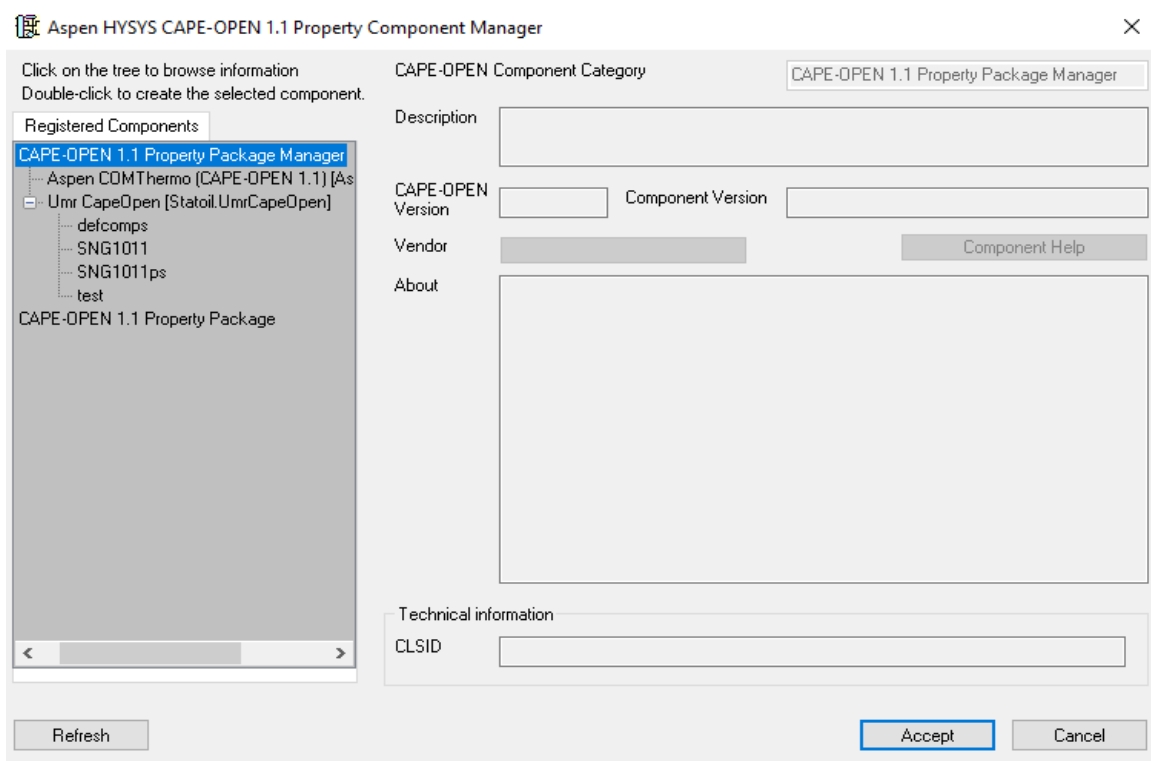 Aspen HYSYS CAPE-OPEN 1.1 Property Component Manager
Click on the tree to browse information
Double-click to create the selected component.
Registered Components
CAPE-OPEN 1.1 Property Package Manager
Aspen COMThermo (CAPE-OPEN 1.1) [As
Umr CapeOpen [Statoil.UmrCapeOpen]
defcomps
SNG1011
SNG1011ps
test
CAPE-OPEN 1.1 Property Package
CAPE-OPEN Component Category
CAPE-OPEN 1.1 Property Package Manager
Description
CAPE-OPEN
Version
Component Version
Vendor
Component Help
About
Technical information
CLSID
Refresh
Accept
Cancel